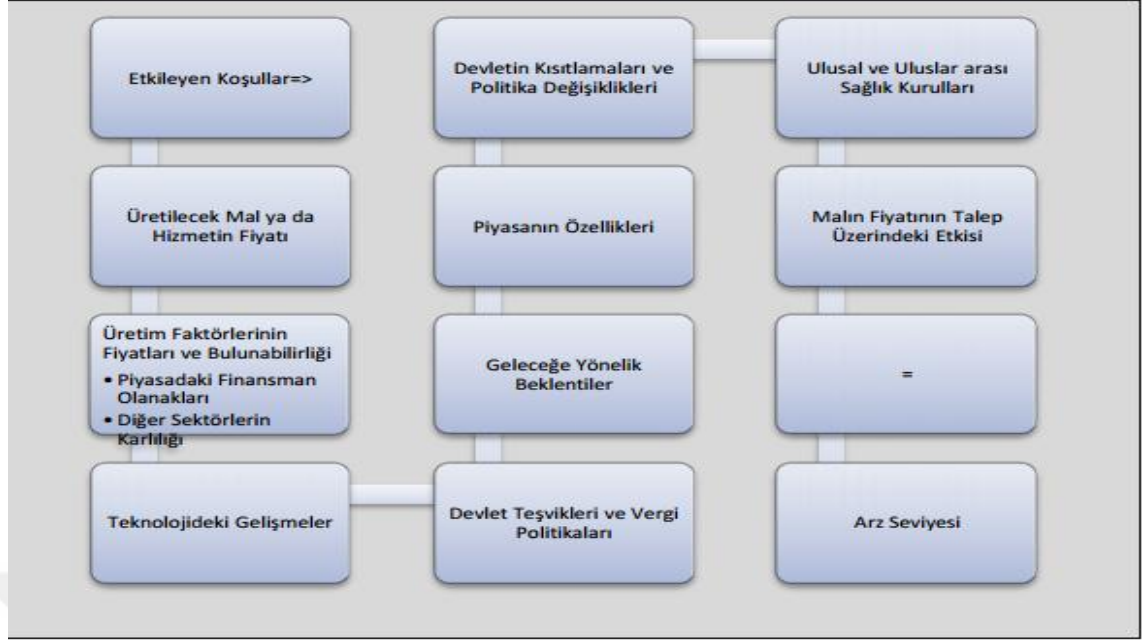 Etkileyen Koşullar=>
Üretilecek Mal ya da
Hizmetin Fiyatı
Üretim Faktörlerinin
Fiyatları ve Bulunabilirliği
• Piyasadaki Finansman
Olanakları
• Diğer Sektörlerin
Karlılığı
Teknolojideki Gelişmeler
Devlet Teşvikleri ve Vergi
Politikaları
Geleceğe Yönelik
Beklentiler
Piyasanın Özellikleri
Devletin Kısıtlamaları ve
Politika Değişiklikleri
Ulusal ve Uluslar arası
Sağlık Kurulları
Malın Fiyatının Talep
Üzerindeki Etkisi
=
Arz Seviyesi